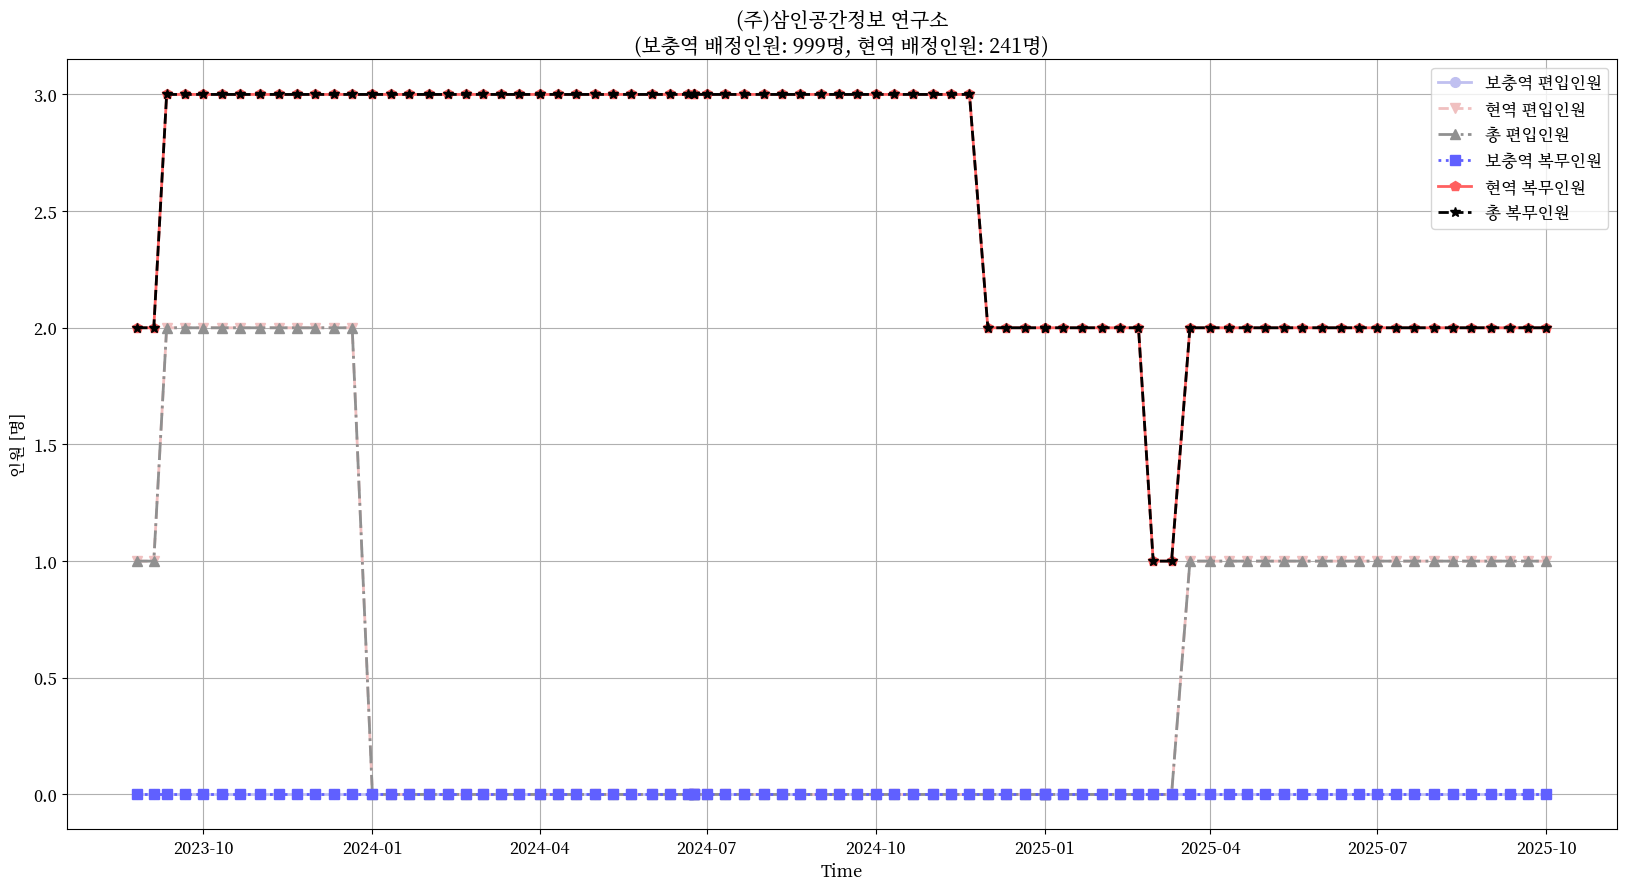 (주)삼인공간정보 연구소
(보충역 배정인원: 999명, 현역 배정인원: 241명)
보충역 편입인원
현역 편입인원
총 편입인원
보충역 복무인원
현역 복무인원
총 복무인원
인원 [명]
3.0
2.5
2.0
1.5
1.0
0.5
0.0
2023-10
2024-01
2024-04
2024-07
2024-10
2025-01
2025-04
2025-07
2025-10
Time